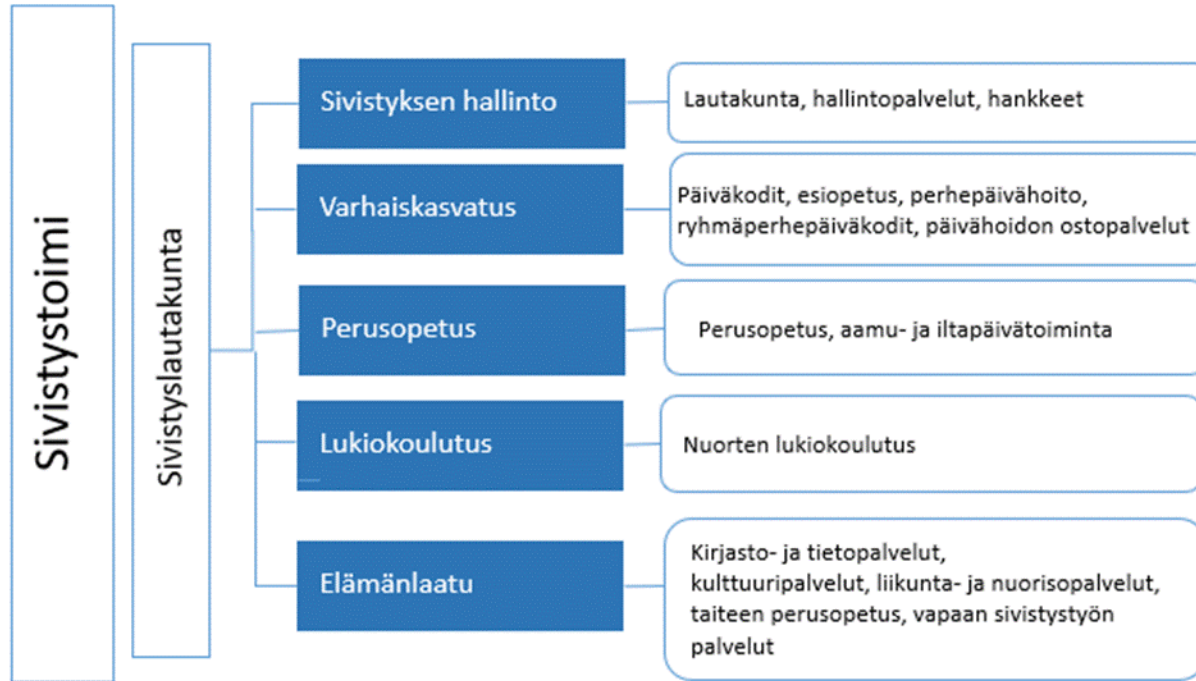 Sivistystoimi
Sivistyslautakunta
Sivistyksen hallinto
Lautakunta, hallintopalvelut, hankkeet
Varhaiskasvatus
Päiväkodit, esiopetus, perhepäivähoito,
ryhmäperhepäiväkodit, päivähoidon ostopalvelut
Perusopetus
Perusopetus, aamu- ja iltapäivätoiminta
Lukiokoulutus
Nuorten lukiokoulutus
Elämänlaatu
Kirjasto- ja tietopalvelut,
kulttuuripalvelut, liikunta- ja nuorisopalvelut,
taiteen perusopetus, vapaan sivistystyön
palvelut